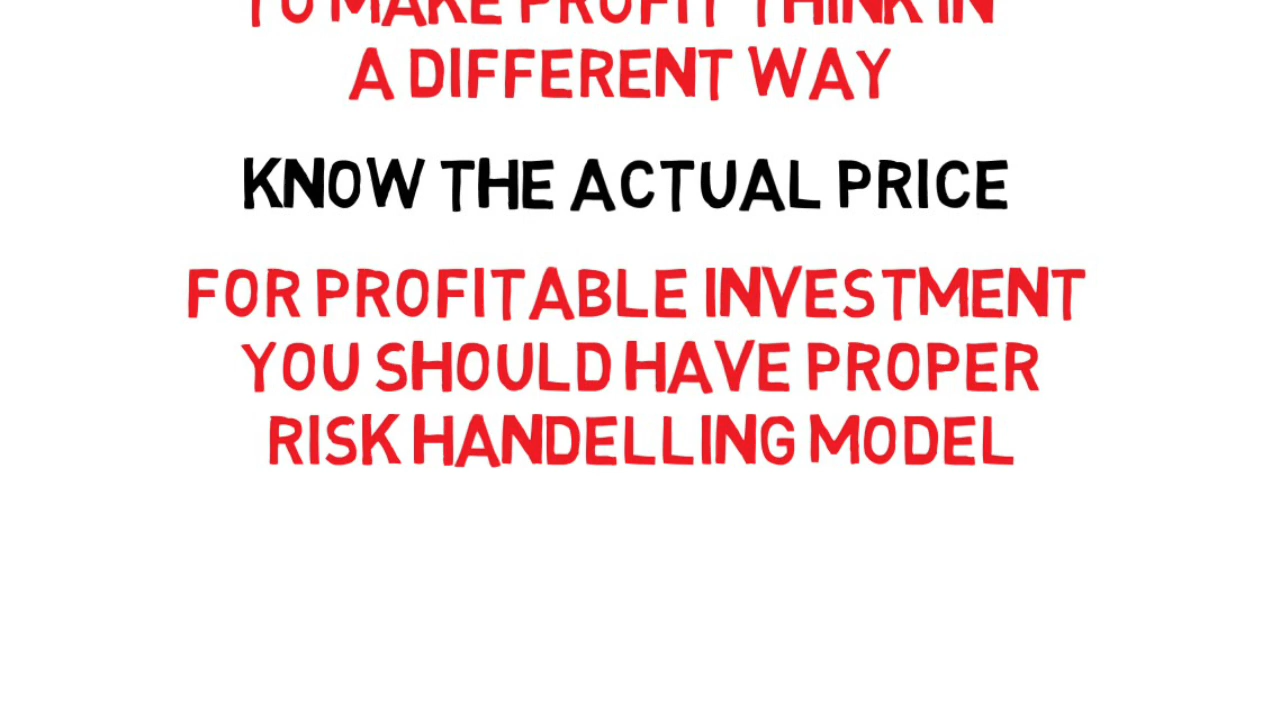 TO MAKE PROFIT THINK IN
A DIFFERENT WAY
KNOW THE ACTUAL PRICE
FOR PROFITABLE INVESTMENT
YOU SHOULD HAVE PROPER
RISK HANDELLING MODEL